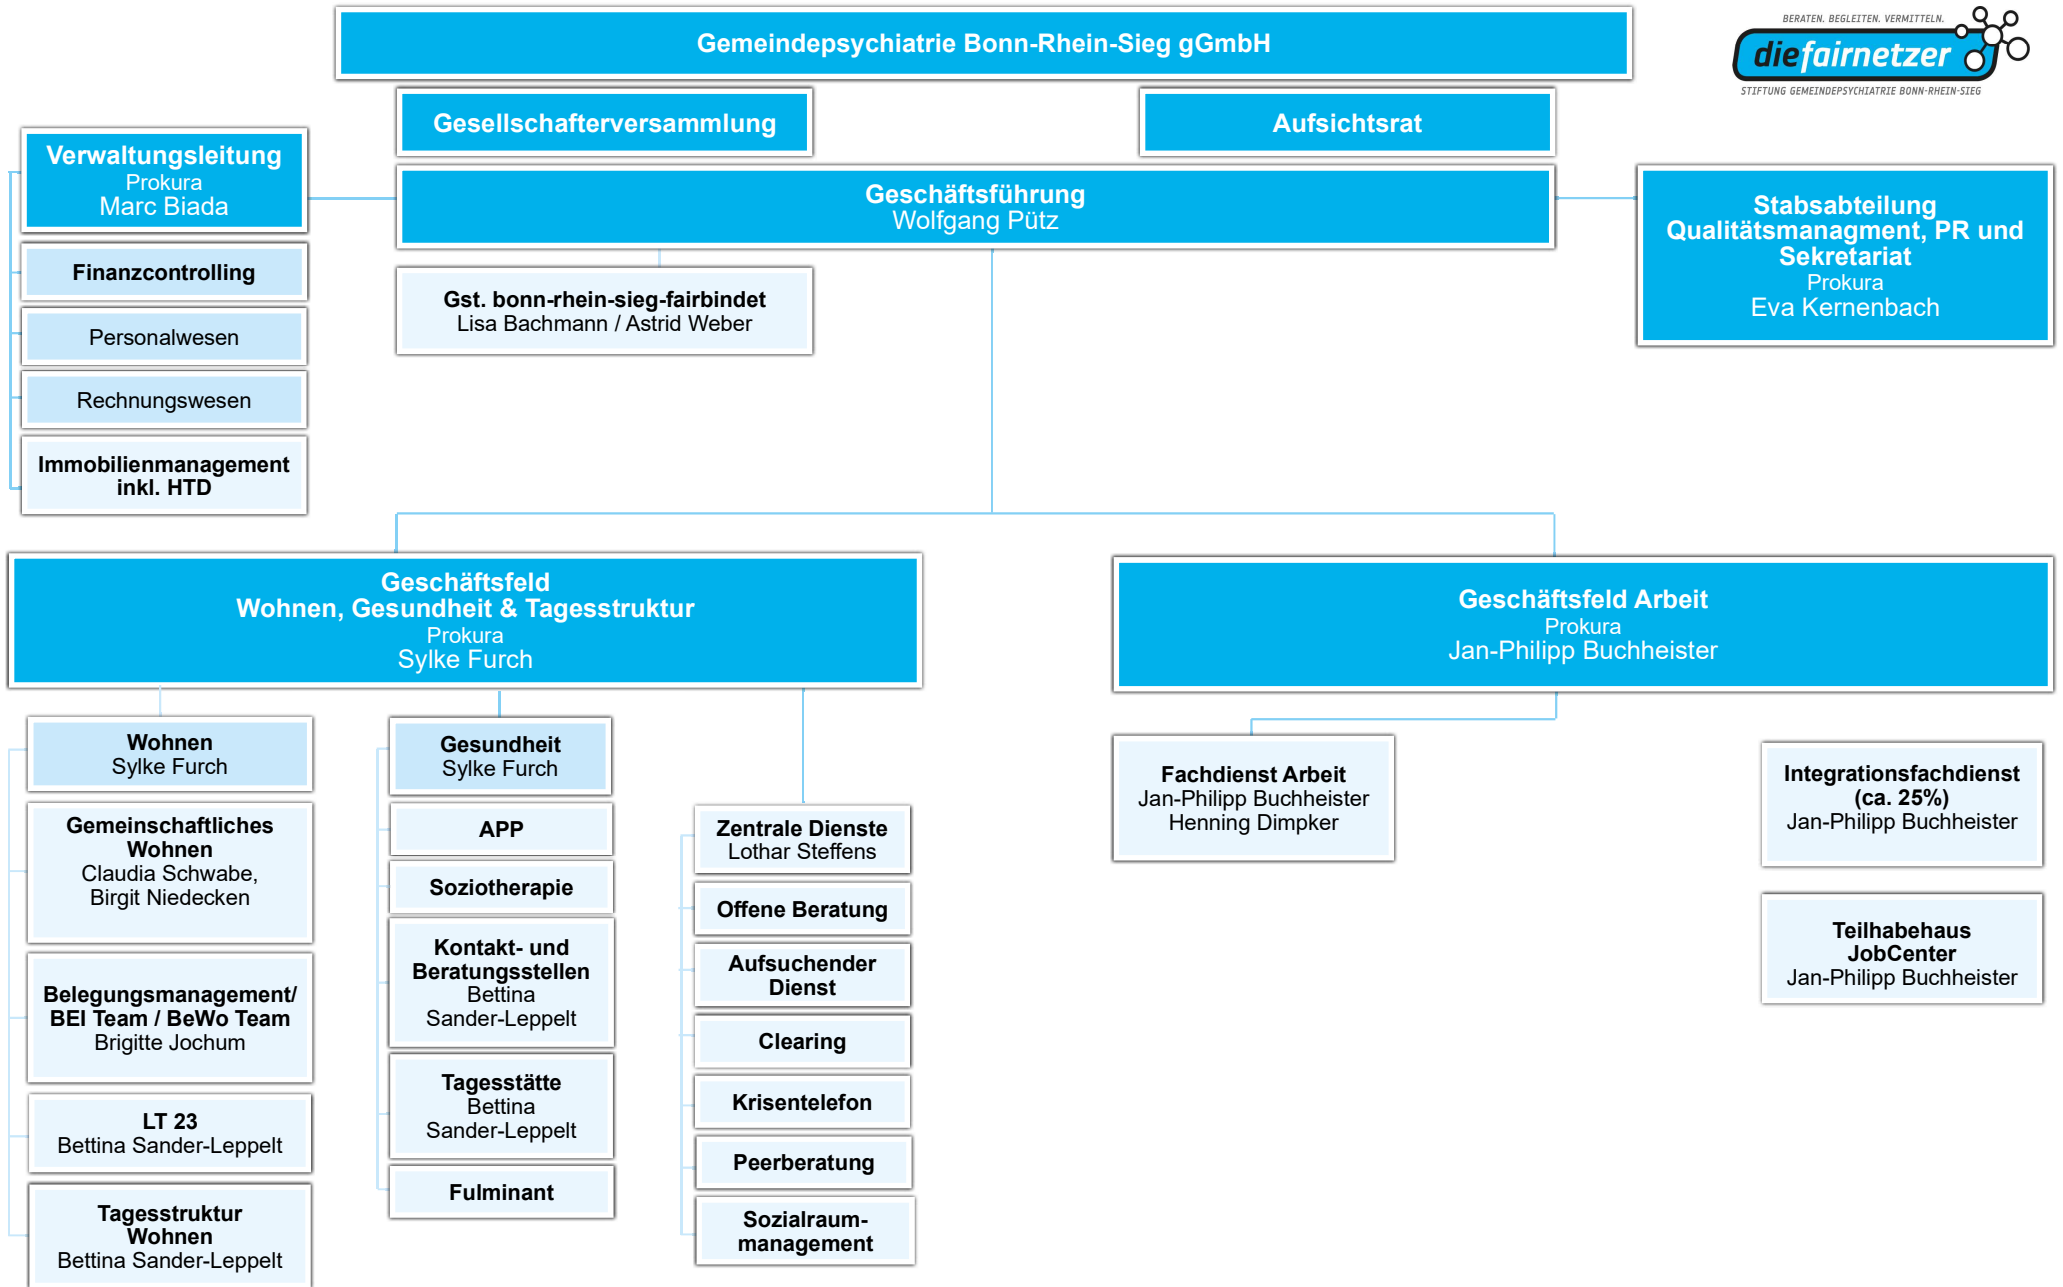 Gemeindepsychiatrie Bonn-Rhein-Sieg gGmbH
BERATEN. BEGLEITEN. VERMITTELN.
diefairnetzer
STIFTUNG GEMEINDEPSYCHIATRIE BONN-RHEIN-SIEG
Gesellschafterversammlung
Aufsichtsrat
Verwaltungsleitung
Prokura
Marc Biada
Geschäftsführung
Wolfgang Pütz
Stabsabteilung
Qualitätsmanagment, PR und
Sekretariat
Prokura
Eva Kernenbach
Finanzcontrolling
Personalwesen
Rechnungswesen
Immobilienmanagement
inkl. HTD
Gst. bonn-rhein-sieg-fairbindet
Lisa Bachmann / Astrid Weber
Geschäftsfeld
Wohnen, Gesundheit & Tagesstruktur
Prokura
Sylke Furch
Geschäftsfeld Arbeit
Prokura
Jan-Philipp Buchheister
Wohnen
Sylke Furch
Gemeinschaftliches
Wohnen
Claudia Schwabe,
Birgit Niedecken
Belegungsmanagement/
BEI Team / BeWo Team
Brigitte Jochum
LT 23
Bettina Sander-Leppelt
Tagesstruktur
Wohnen
Bettina Sander-Leppelt
Gesundheit
Sylke Furch
APP
Soziotherapie
Kontakt- und
Beratungsstellen
Bettina
Sander-Leppelt
Tagesstätte
Bettina
Sander-Leppelt
Fulminant
Zentrale Dienste
Lothar Steffens
Offene Beratung
Aufsuchender
Dienst
Clearing
Krisentelefon
Peerberatung
Sozialraum-
management
Fachdienst Arbeit
Jan-Philipp Buchheister
Henning Dimpker
Integrationsfachdienst
(ca. 25%)
Jan-Philipp Buchheister
Teilhabehaus
JobCenter
Jan-Philipp Buchheister